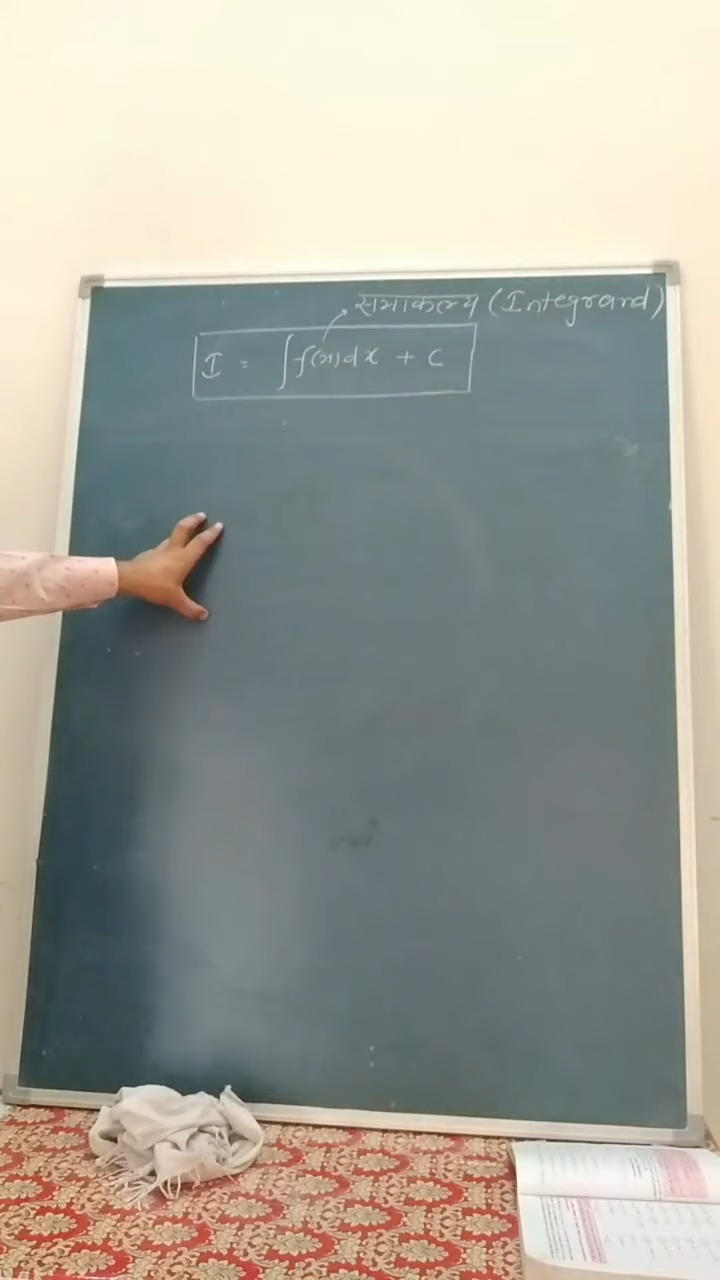 समाकल्य (Integrand)
I = ∫f(x)dx + c